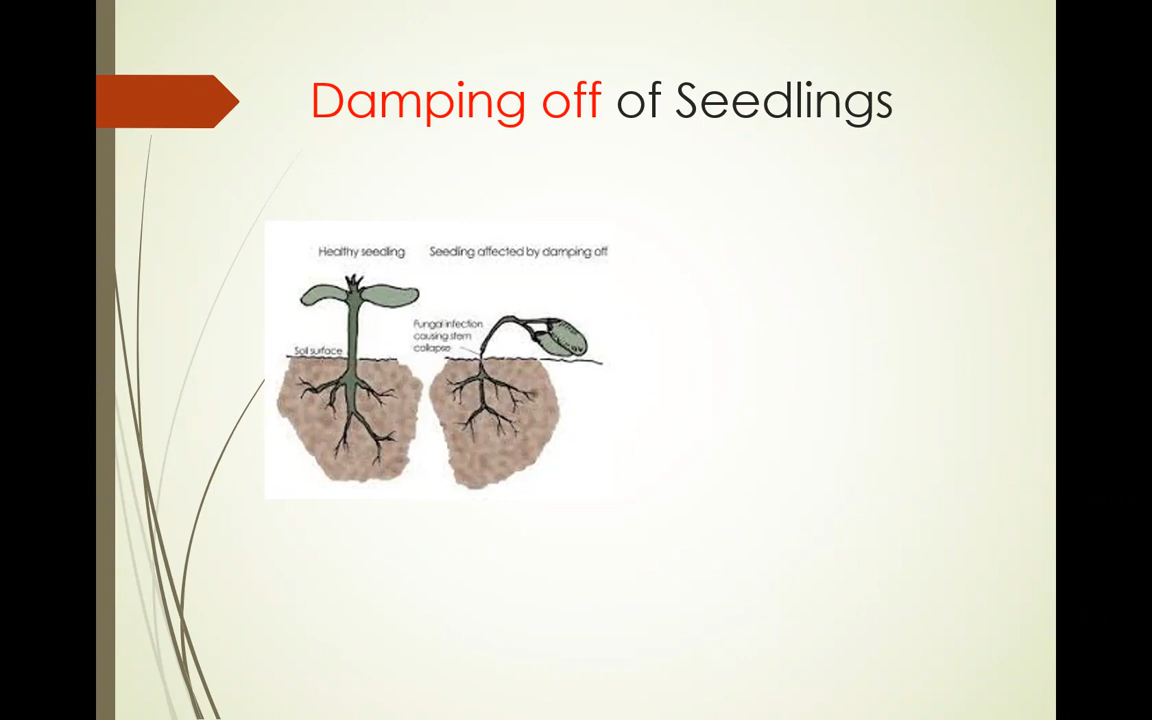 Damping off of Seedlings
Healthy seedling
Seedling affected by damping off
Fungal infection
causing stem
collapse
Soil surface